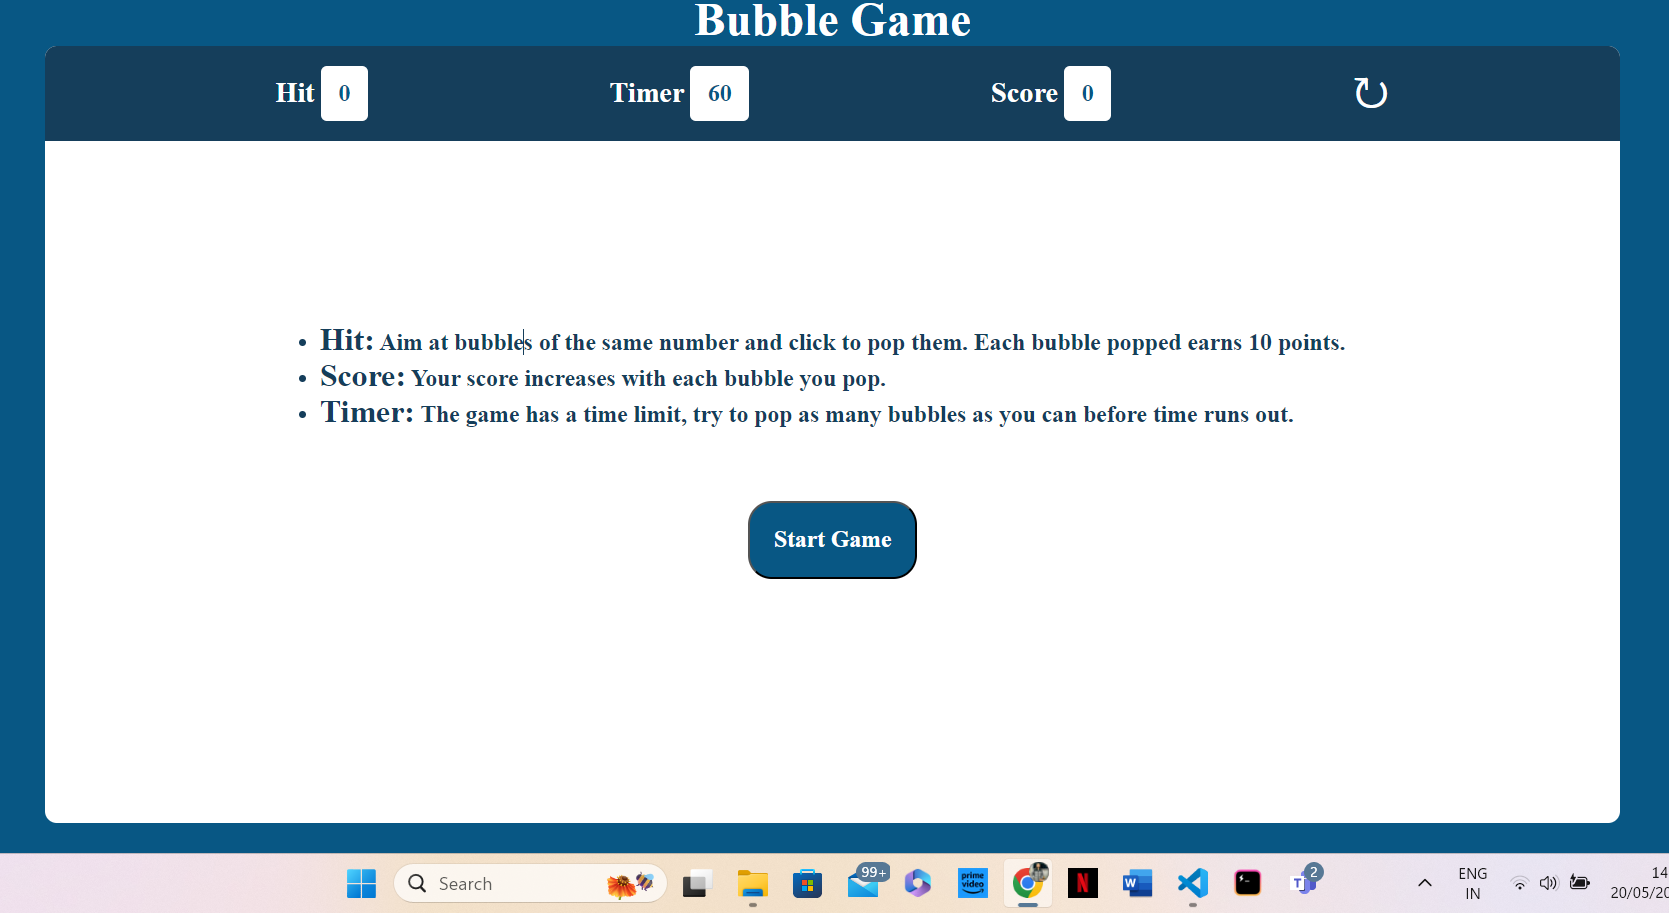 Bubble Game
Hit 0 Timer 60 Score 0
• Hit: Aim at bubbles of the same number and click to pop them. Each bubble popped earns 10 points.
• Score: Your score increases with each bubble you pop.
• Timer: The game has a time limit, try to pop as many bubbles as you can before time runs out.
Start Game
Search
99+
prime video
N
W
T
2
ENG
IN
14
20/05/20